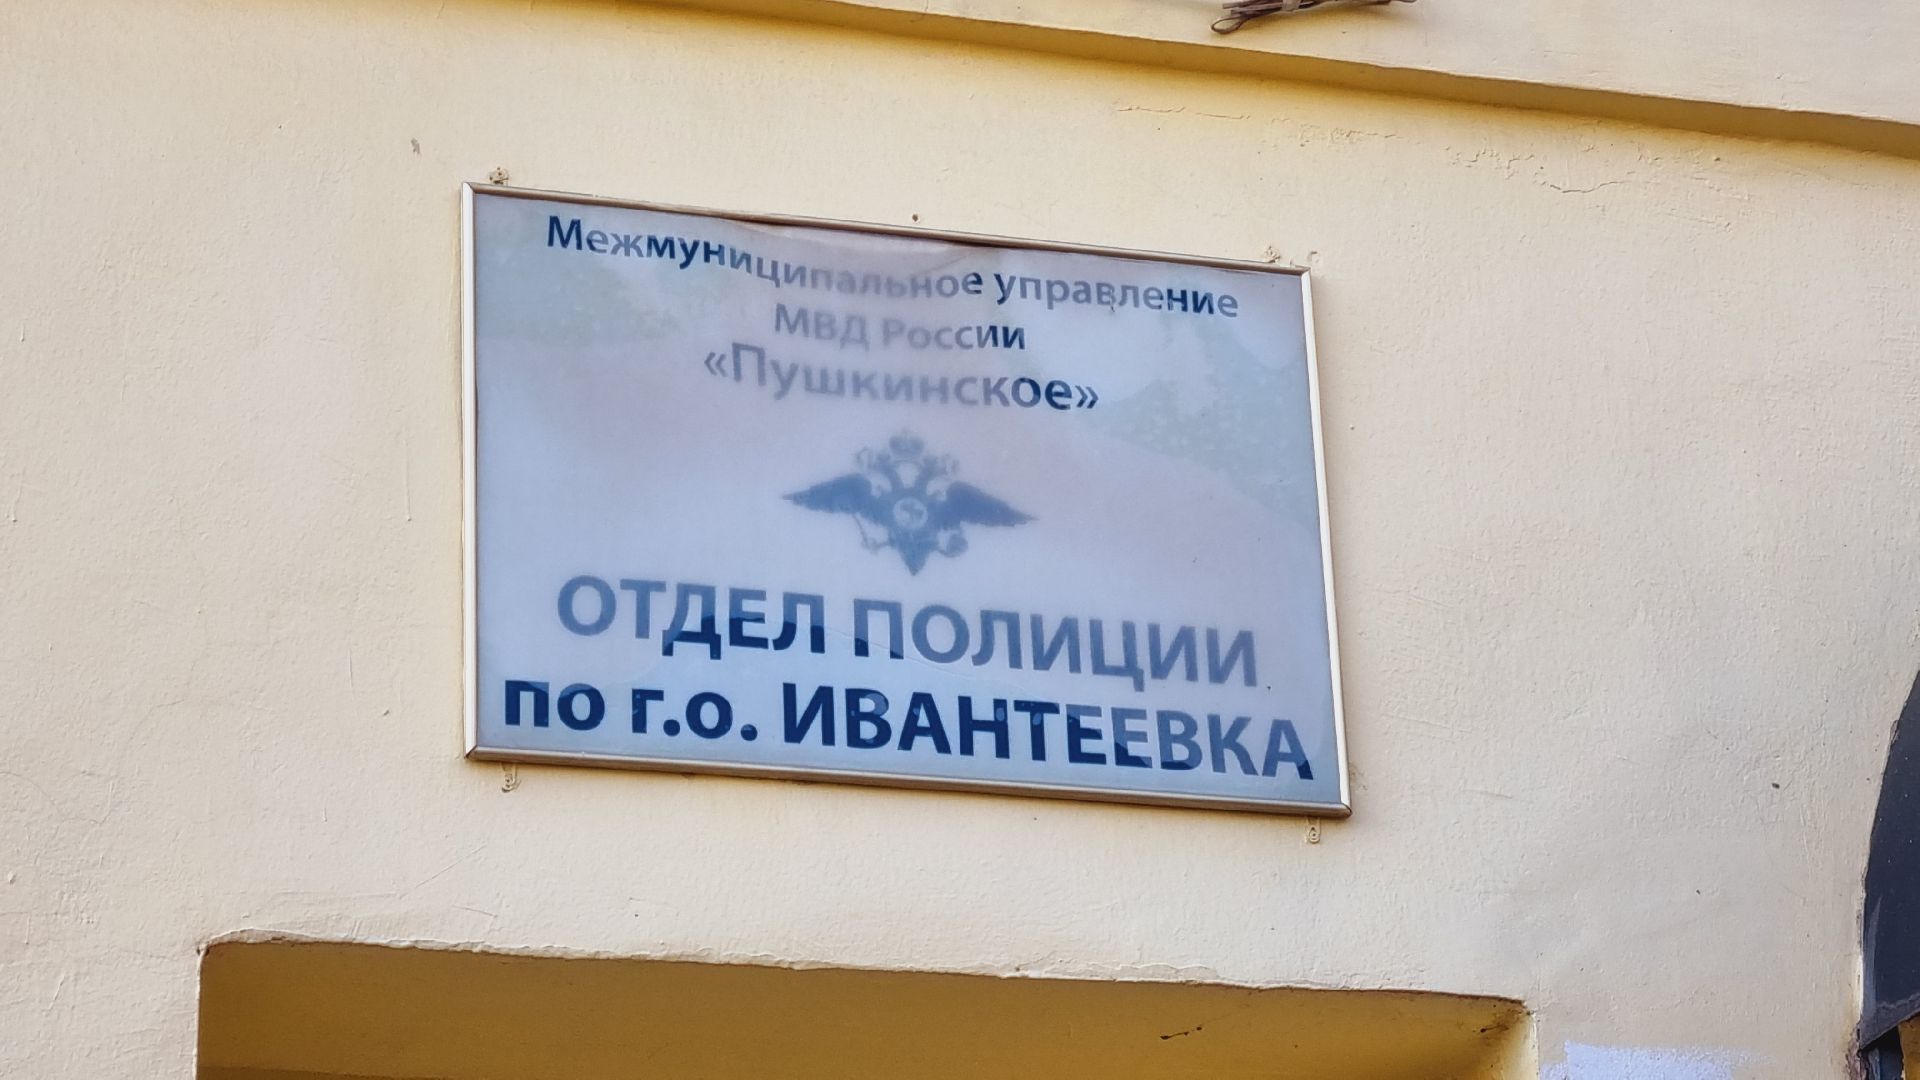 Межмуниципальное управление
МВД России
«Пушкинское»
ОТДЕЛ ПОЛИЦИИ
по г.о. ИВАНТЕЕВКА